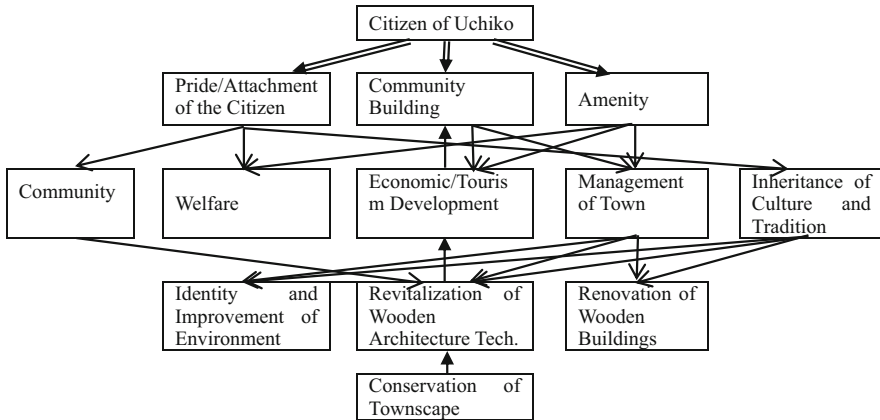 Citizen of Uchiko
Pride/Attachment
of the Citizen
Community
Building
Amenity
Community
Welfare
Economic/Touris
m Development
Management
of Town
Inheritance of
Culture and
Tradition
Identity and
Improvement of
Environment
Revitalization of
Wooden
Architecture Tech.
Renovation of
Wooden
Buildings
Conservation of
Townscape